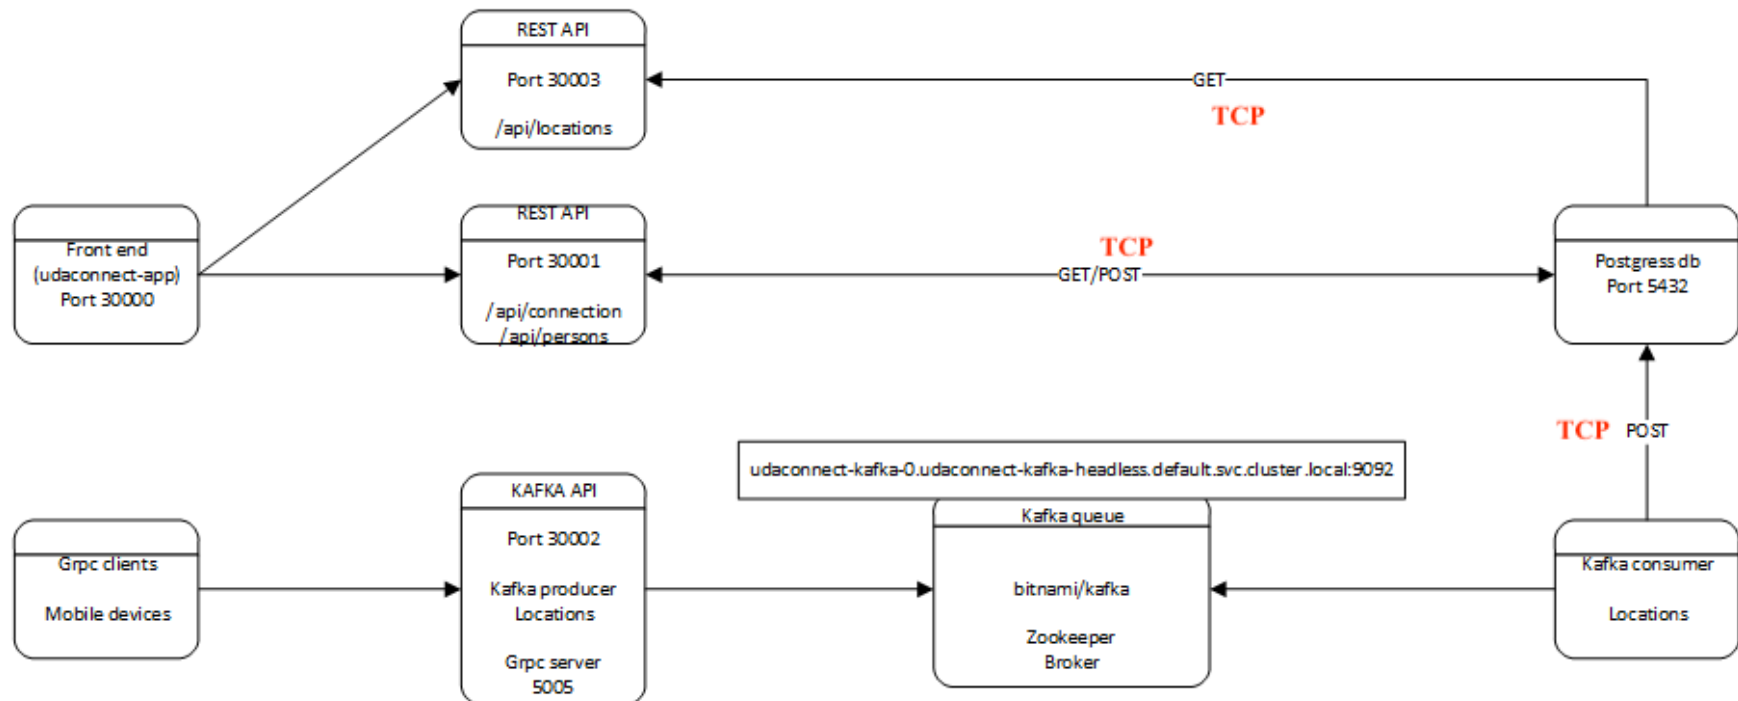 REST API
Port 30003
/api/locations
GET
TCP
Front end
(udaconnect-app)
Port 30000
REST API
Port 30001
/api/connection
/api/persons
TCP
GET/POST
Postgress db
Port 5432
TCP POST
udaconnect-kafka-0.udaconnect-kafka-headless.default.svc.cluster.local:9092
Grpc clients
Mobile devices
KAFKA API
Port 30002
Kafka producer
Locations
Grpc server
5005
Kafka queue
bitnami/kafka
Zookeeper
Broker
Kafka consumer
Locations